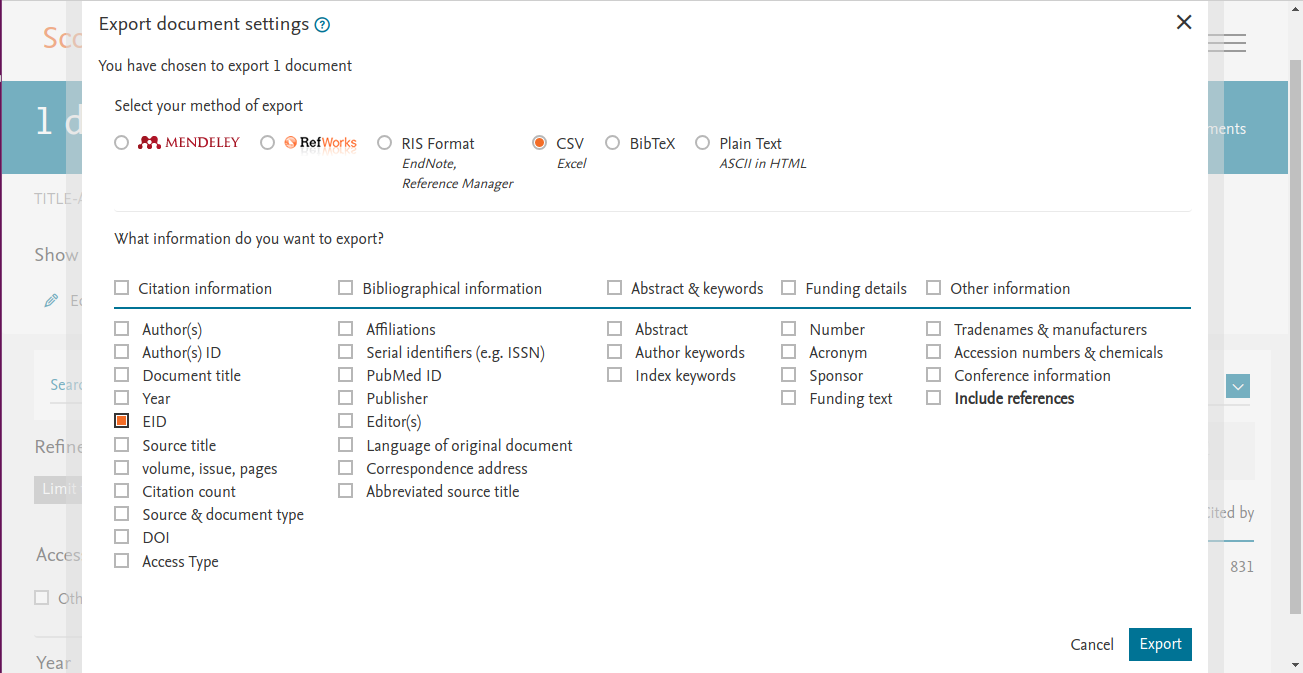 Export document settings ?
You have chosen to export 1 document
Select your method of export
MENDELEY RefWorks RIS Format CSV BibTeX Plain Text
EndNote, Excel ASCII in HTML
Reference Manager
What information do you want to export?
Citation information Bibliographical information Abstract & keywords Funding details Other information
Author(s) Affiliations Abstract Number Tradenames & manufacturers
Author(s) ID Serial identifiers (e.g. ISSN) Author keywords Acronym Accession numbers & chemicals
Document title PubMed ID Index keywords Sponsor Conference information
Year Publisher Funding text Include references
EID Editor(s)
Source title Language of original document
volume, issue, pages Correspondence address
Citation count Abbreviated source title
Source & document type
DOI
Access Type
Cancel Export
Sco
1 d
ments
TITLE-A
Show
Ed
Searc
Refine
Limit
Cited by
Acces
831
Oth
Year